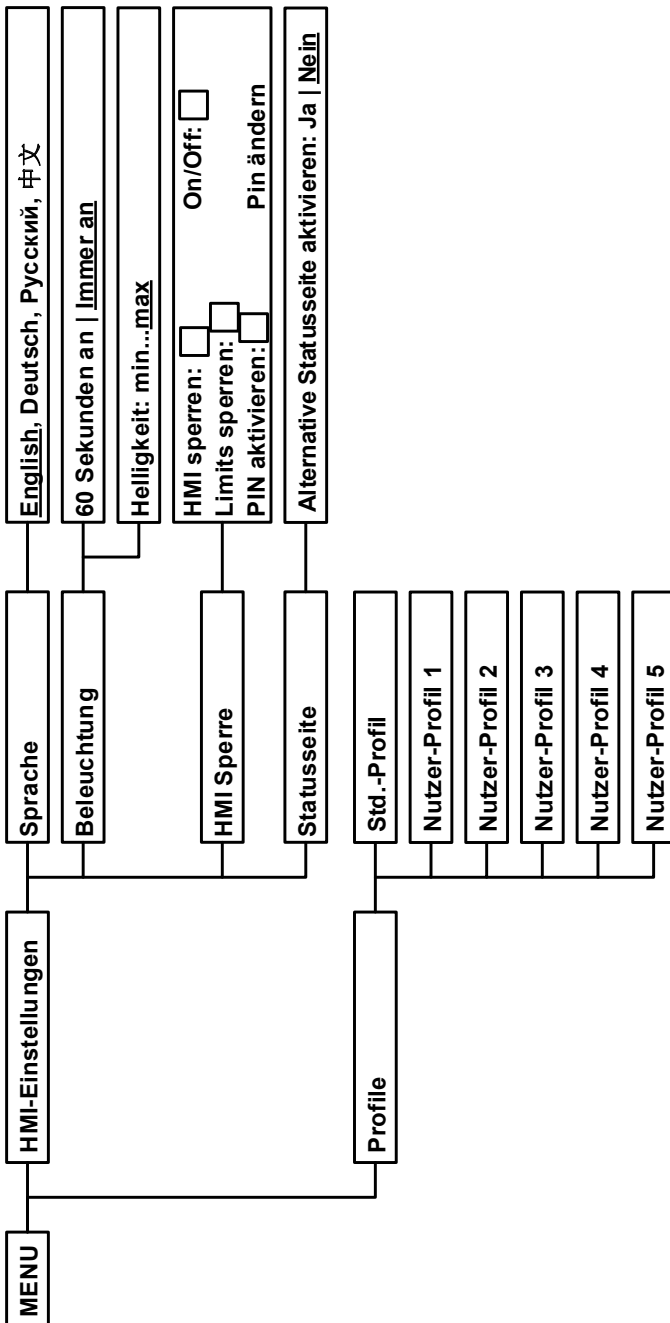 MENU
HMI-Einstellungen
Sprache
English, Deutsch, Русский, 中文
Beleuchtung
60 Sekunden an | Immer an
Helligkeit: min...max
HMI Sperre
HMI sperren: On/Off:
Limits sperren:
PIN aktivieren: Pin ändern
Statusseite
Alternative Statusseite aktivieren: Ja | Nein
Profile
Std.-Profil
Nutzer-Profil 1
Nutzer-Profil 2
Nutzer-Profil 3
Nutzer-Profil 4
Nutzer-Profil 5